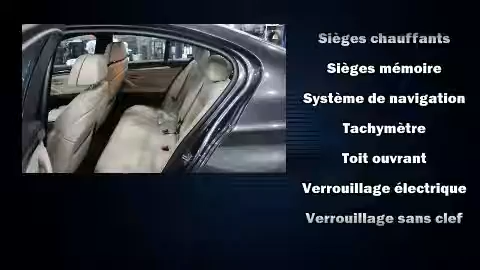 Sièges chauffants
Sièges mémoire
Système de navigation
Tachymètre
Toit ouvrant
Verrouillage électrique
Verrouillage sans clef